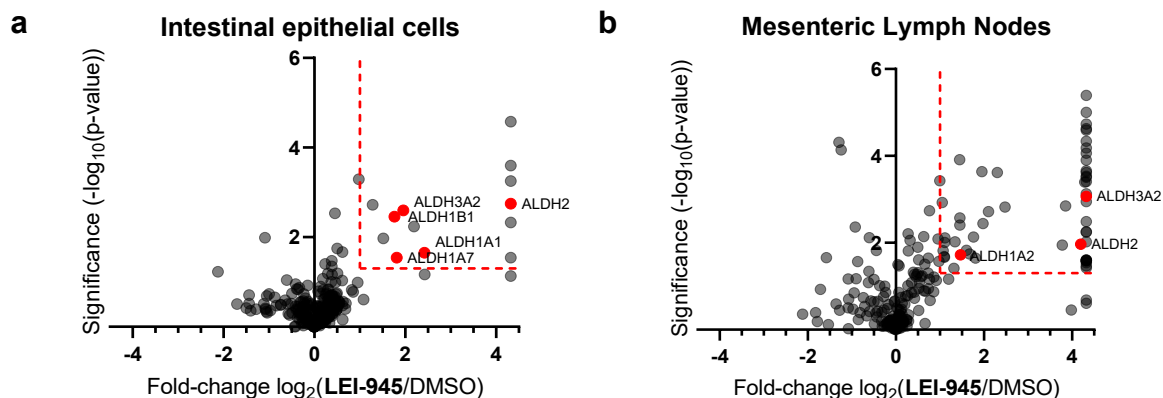 a
Intestinal epithelial cells
Significance (-log10(p-value))
6
4
2
ALDH3A2
ALDH1B1
ALDH2
ALDH1A1
ALDH1A7
-4
-2
0
2
4
Fold-change log2(LEI-945/DMSO)
b
Mesenteric Lymph Nodes
Significance (-log10(p-value))
6
4
2
ALDH3A2
ALDH2
ALDH1A2
-4
-2
0
2
4
Fold-change log2(LEI-945/DMSO)